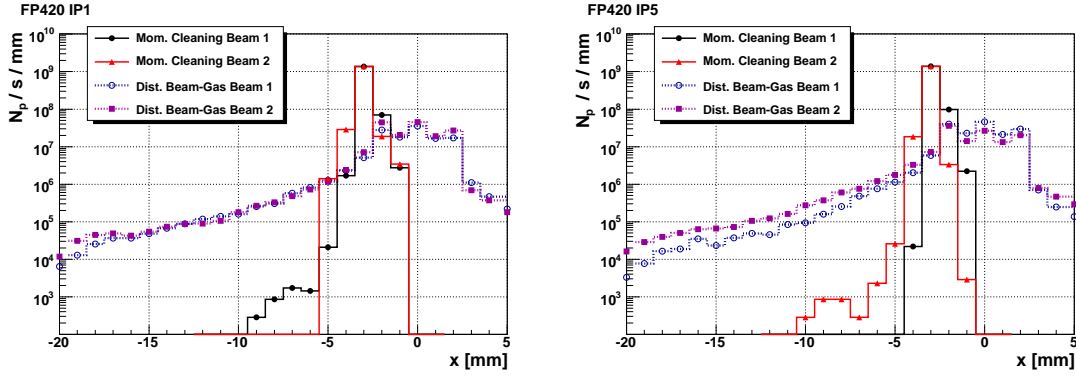 FP420 IP1
N_p / s / mm
10^10
10^9
10^8
10^7
10^6
10^5
10^4
10^3
Mom. Cleaning Beam 1
Mom. Cleaning Beam 2
Dist. Beam-Gas Beam 1
Dist. Beam-Gas Beam 2
-20 -15 -10 -5 0 5
x [mm]
FP420 IP5
N_p / s / mm
10^10
10^9
10^8
10^7
10^6
10^5
10^4
10^3
Mom. Cleaning Beam 1
Mom. Cleaning Beam 2
Dist. Beam-Gas Beam 1
Dist. Beam-Gas Beam 2
-20 -15 -10 -5 0 5
x [mm]